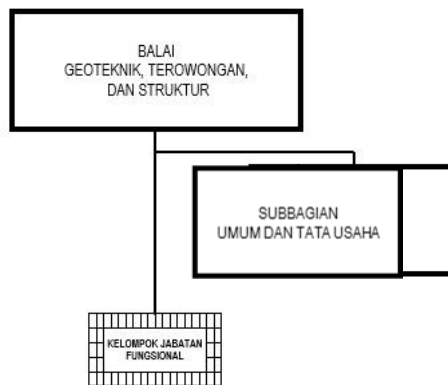 BALAI
GEOTEKNIK, TEROWONGAN,
DAN STRUKTUR
SUBBAGIAN
UMUM DAN TATA USAHA
KELOMPOK JABATAN
FUNGSIONAL